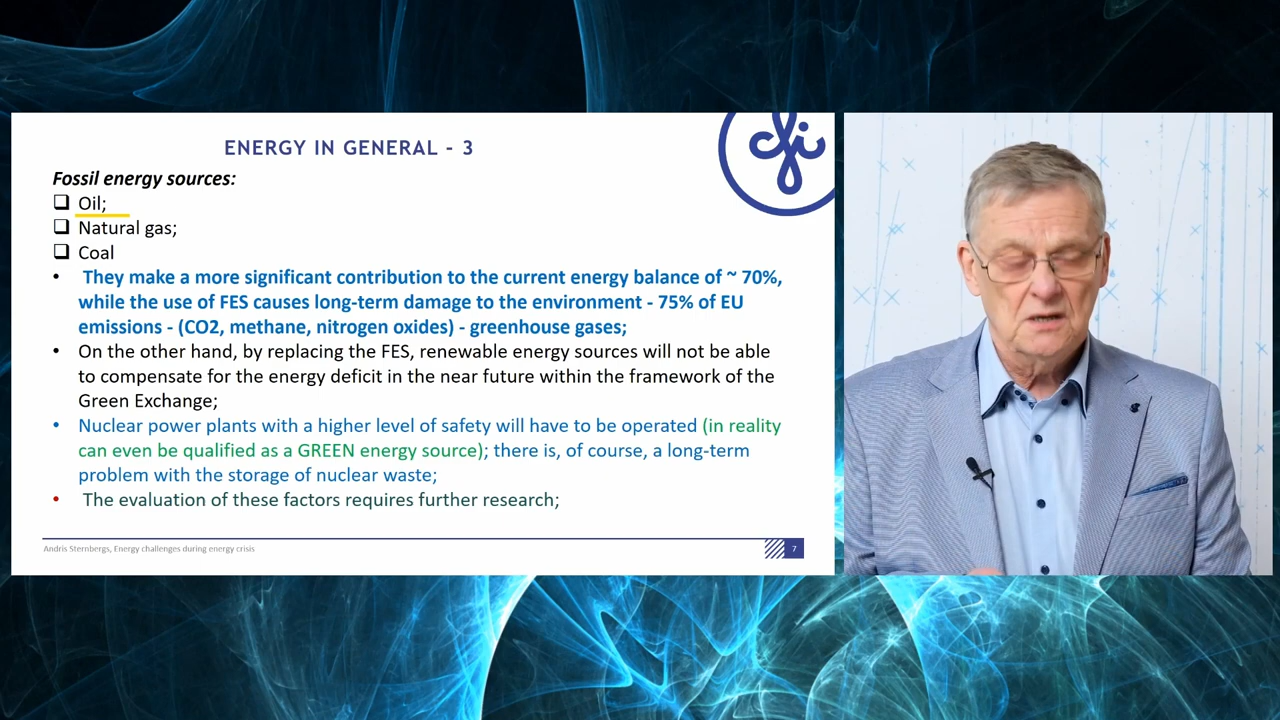 ENERGY IN GENERAL - 3
Fossil energy sources:
Oil;
Natural gas;
Coal
They make a more significant contribution to the current energy balance of ~ 70%,
while the use of FES causes long-term damage to the environment - 75% of EU
emissions - (CO2, methane, nitrogen oxides) - greenhouse gases;
On the other hand, by replacing the FES, renewable energy sources will not be able
to compensate for the energy deficit in the near future within the framework of the
Green Exchange;
Nuclear power plants with a higher level of safety will have to be operated (in reality
can even be qualified as a GREEN energy source); there is, of course, a long-term
problem with the storage of nuclear waste;
The evaluation of these factors requires further research;
Andris Sternbergs, Energy challenges during energy crisis
7